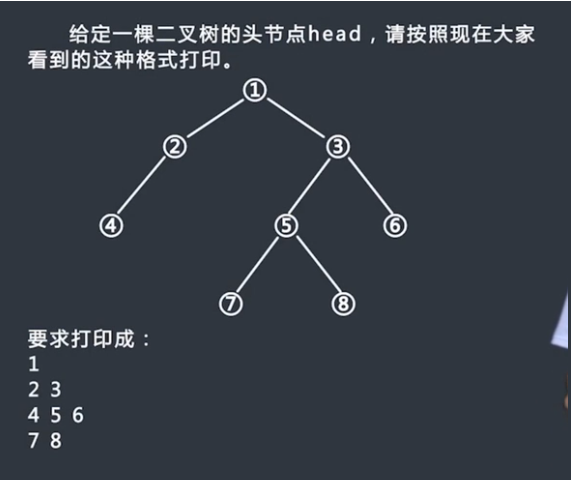 给定一棵二叉树的头节点head，请按照现在大家
看到的这种格式打印。
①
② ③
④ ⑤ ⑥
⑦ ⑧
要求打印成：
1
2 3
4 5 6
7 8